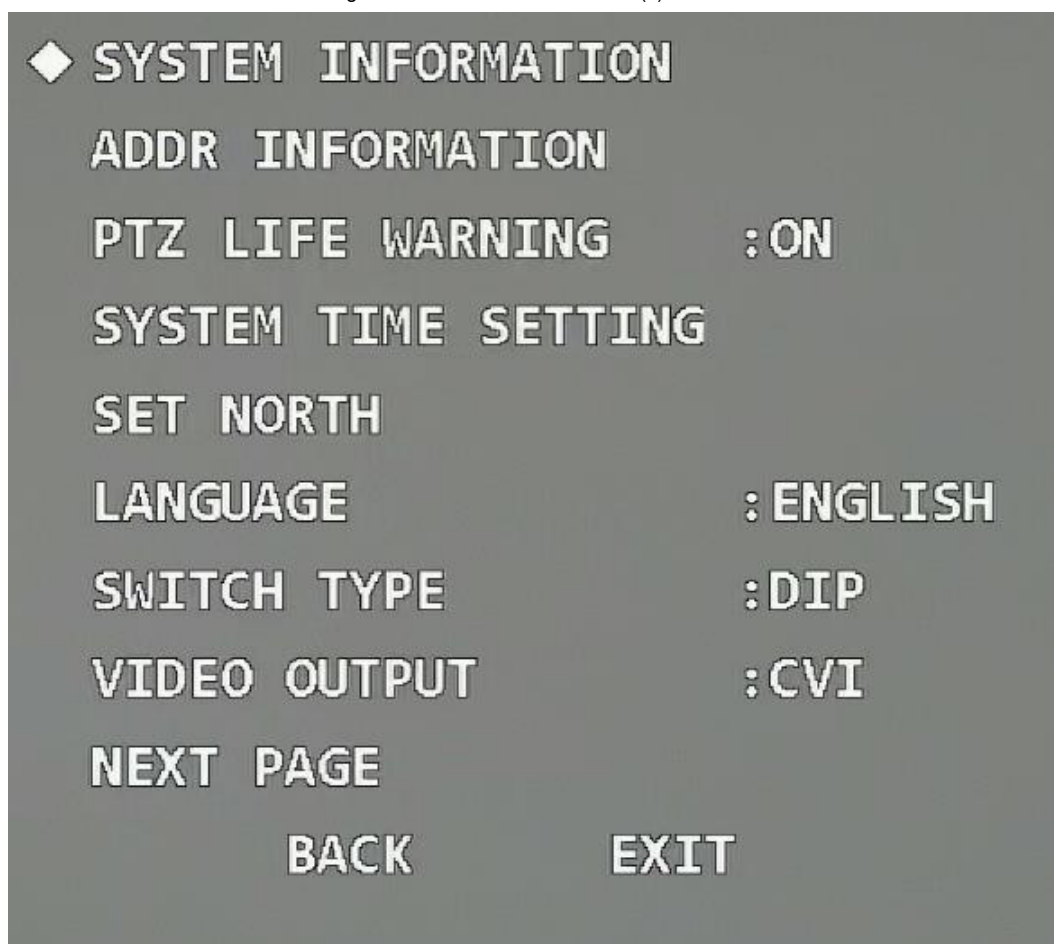 SYSTEM INFORMATION
ADDR INFORMATION
PTZ LIFE WARNING :ON
SYSTEM TIME SETTING
SET NORTH
LANGUAGE :ENGLISH
SWITCH TYPE :DIP
VIDEO OUTPUT :CVI
NEXT PAGE
BACK EXIT